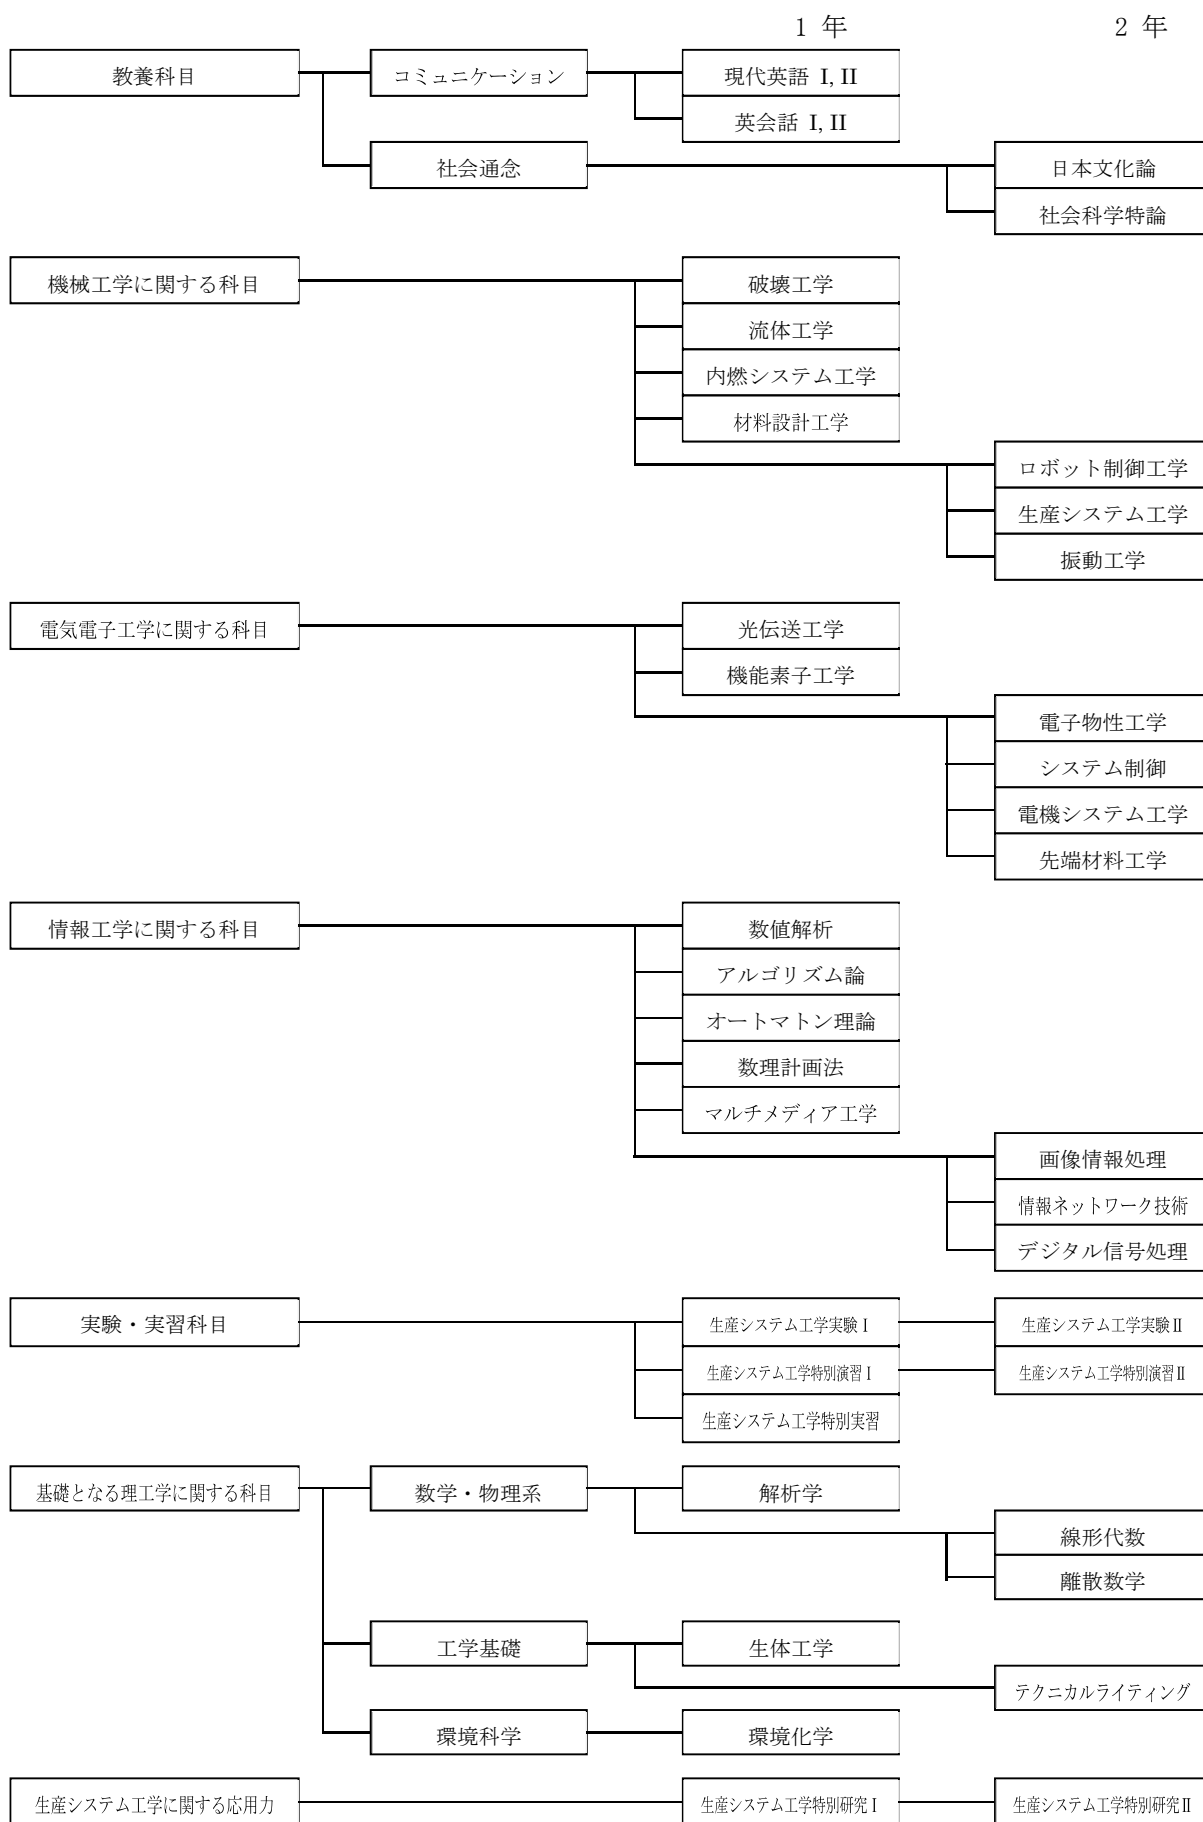 1 年 2 年
教養科目 コミュニケーション 現代英語 I, II
英会話 I, II
社会通念 日本文化論
社会科学特論
機械工学に関する科目 破壊工学
流体工学
内燃システム工学
材料設計工学
ロボット制御工学
生産システム工学
振動工学
電気電子工学に関する科目 光伝送工学
機能素子工学
電子物性工学
システム制御
電機システム工学
先端材料工学
情報工学に関する科目 数値解析
アルゴリズム論
オートマトン理論
数理計画法
マルチメディア工学
画像情報処理
情報ネットワーク技術
デジタル信号処理
実験・実習科目 生産システム工学実験 I 生産システム工学実験 II
生産システム工学特別演習 I 生産システム工学特別演習 II
生産システム工学特別実習
基礎となる理工学に関する科目 数学・物理系 解析学
線形代数
離散数学
工学基礎 生体工学
テクニカルライティング
環境科学 環境化学
生産システム工学に関する応用力 生産システム工学特別研究 I 生産システム工学特別研究 II